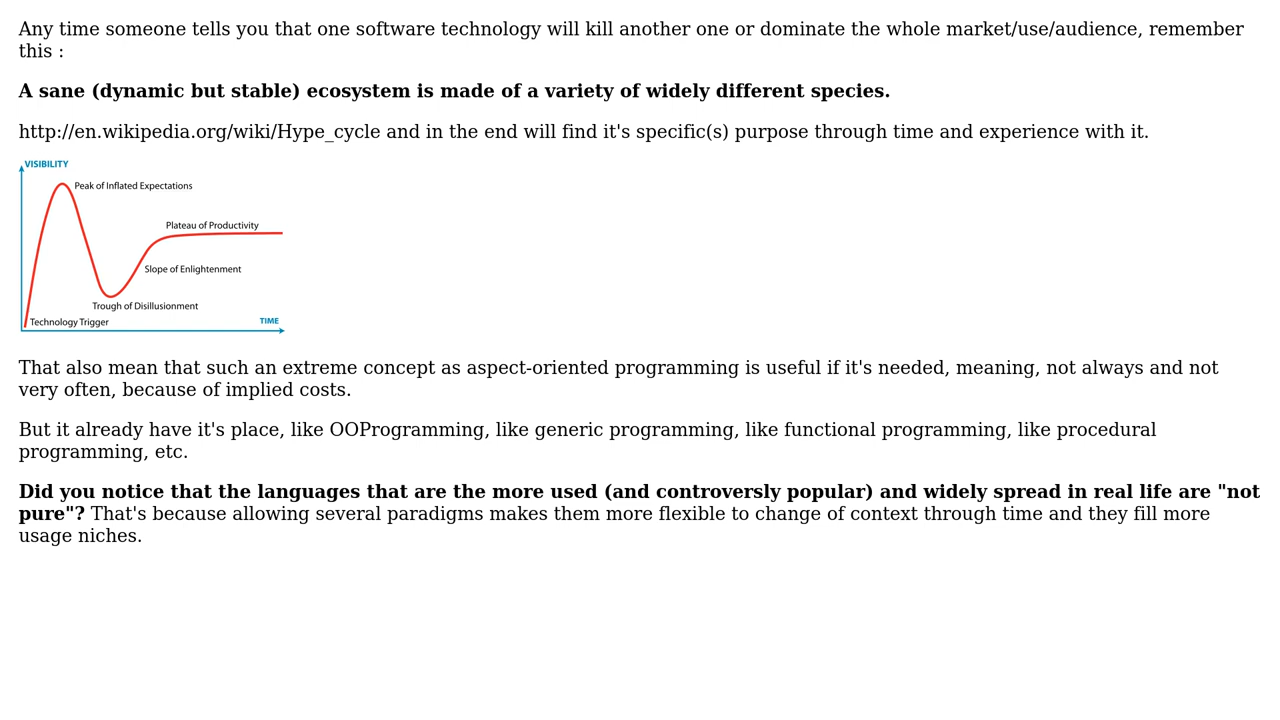 Any time someone tells you that one software technology will kill another one or dominate the whole market/use/audience, remember
this :
A sane (dynamic but stable) ecosystem is made of a variety of widely different species.
http://en.wikipedia.org/wiki/Hype_cycle and in the end will find it's specific(s) purpose through time and experience with it.
VISIBILITY
Peak of Inflated Expectations
Plateau of Productivity
Slope of Enlightenment
Trough of Disillusionment
Technology Trigger
TIME
That also mean that such an extreme concept as aspect-oriented programming is useful if it's needed, meaning, not always and not
very often, because of implied costs.
But it already have it's place, like OOProgramming, like generic programming, like functional programming, like procedural
programming, etc.
Did you notice that the languages that are the more used (and controversly popular) and widely spread in real life are "not
pure"? That's because allowing several paradigms makes them more flexible to change of context through time and they fill more
usage niches.